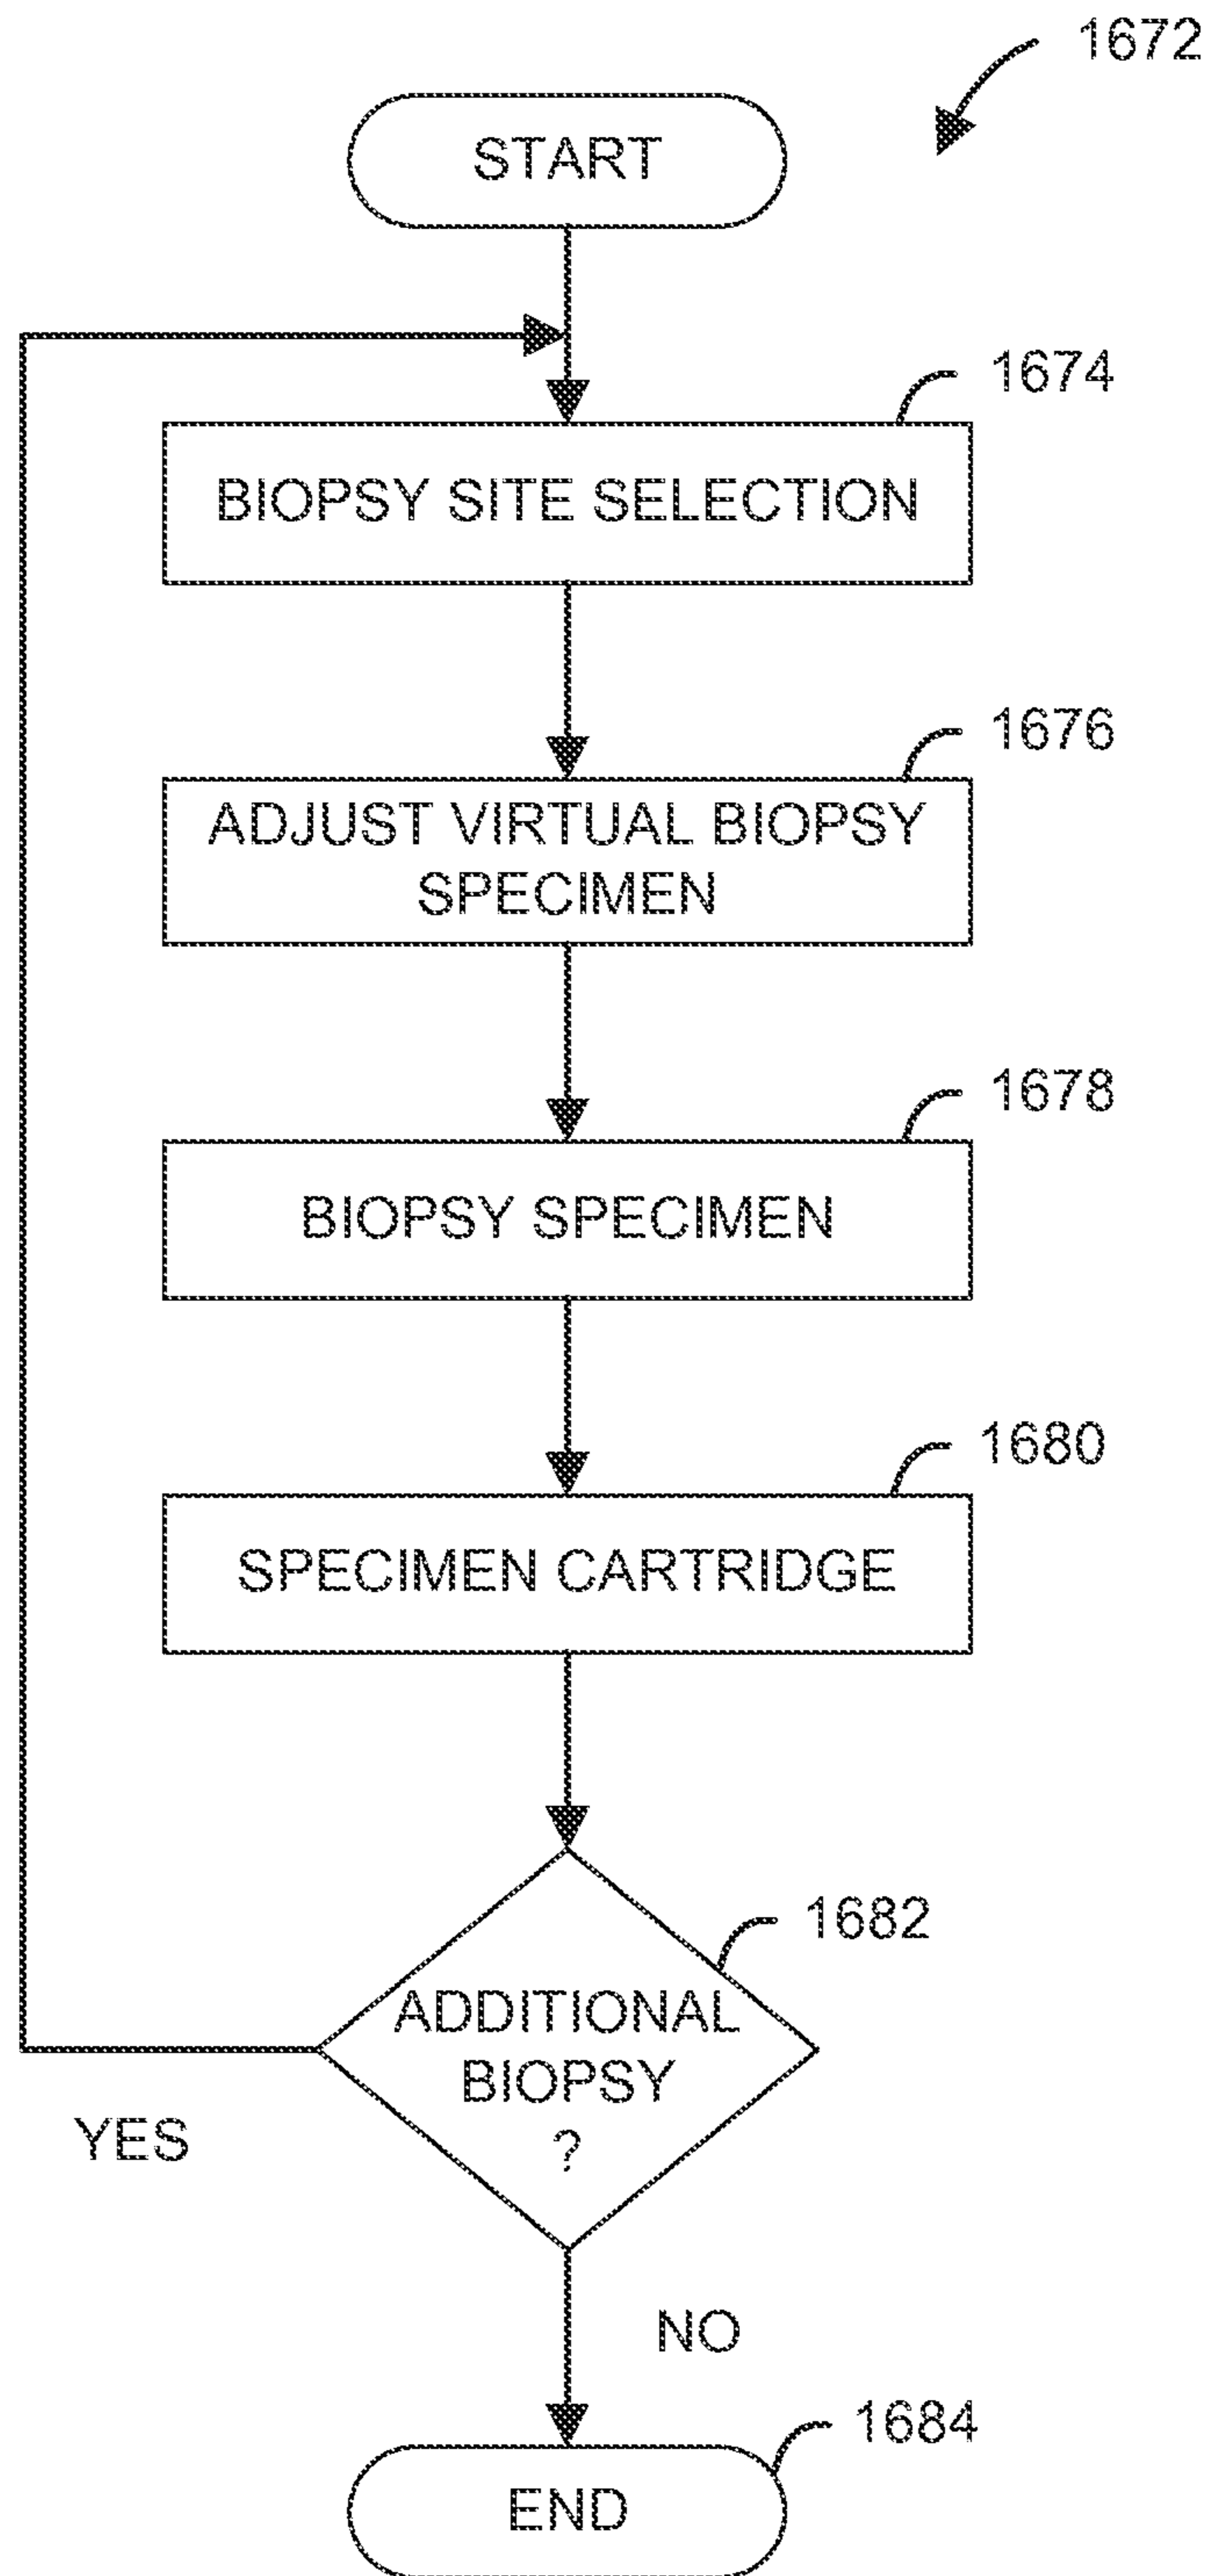 1672
START
1674
BIOPSY SITE SELECTION
1676
ADJUST VIRTUAL BIOPSY
SPECIMEN
1678
BIOPSY SPECIMEN
1680
SPECIMEN CARTRIDGE
1682
ADDITIONAL
BIOPSY
?
YES
NO
1684
END